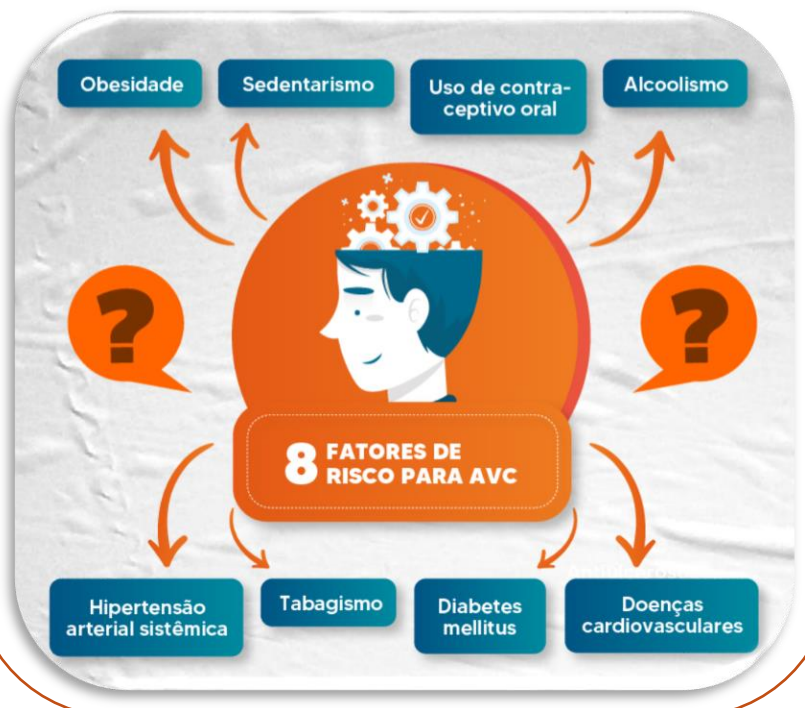 Obesidade
Sedentarismo
Uso de contra-
ceptivo oral
Alcoolismo
?
?
8 FATORES DE
RISCO PARA AVC
Hipertensão
arterial sistêmica
Tabagismo
Diabetes
mellitus
Doenças
cardiovasculares